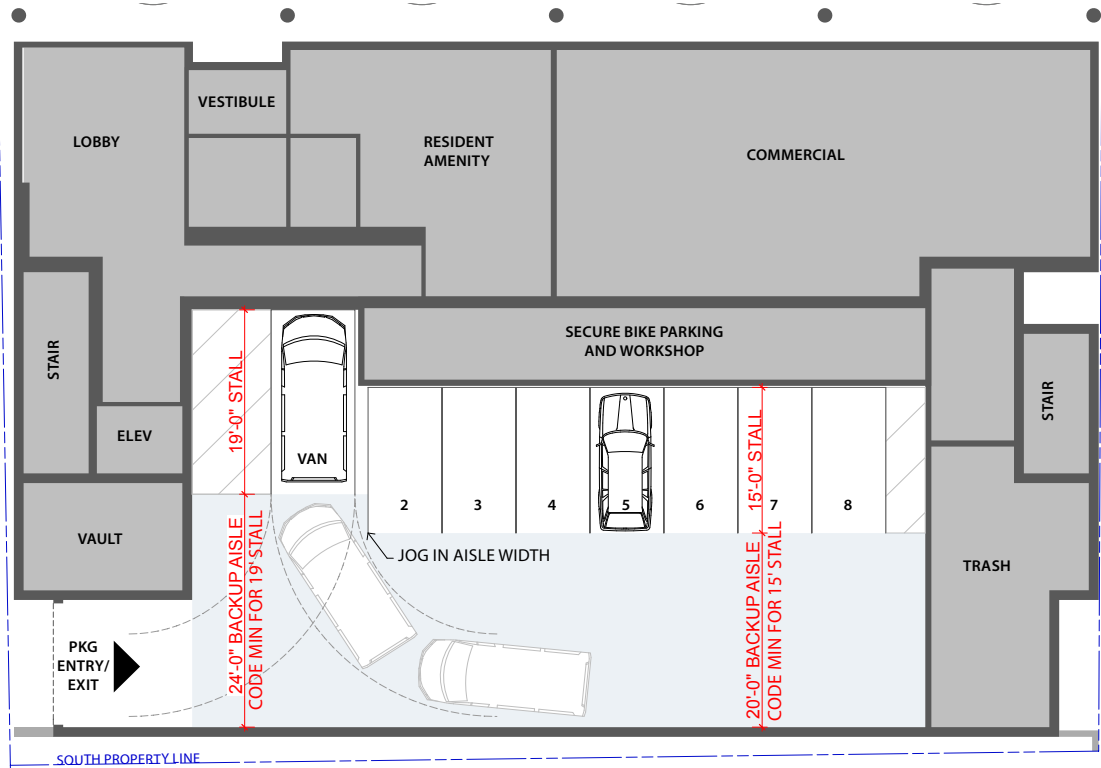 VESTIBULE
LOBBY
RESIDENT
AMENITY
COMMERCIAL
STAIR
ELEV
VAULT
19'-0" STALL
VAN
SECURE BIKE PARKING
AND WORKSHOP
2
3
4
5
6
7
8
15'-0" STALL
STAIR
JOG IN AISLE WIDTH
TRASH
24'-0" BACKUP AISLE
CODE MIN FOR 19' STALL
20'-0" BACKUP AISLE
CODE MIN FOR 15' STALL
PKG
ENTRY/
EXIT
SOUTH PROPERTY LINE